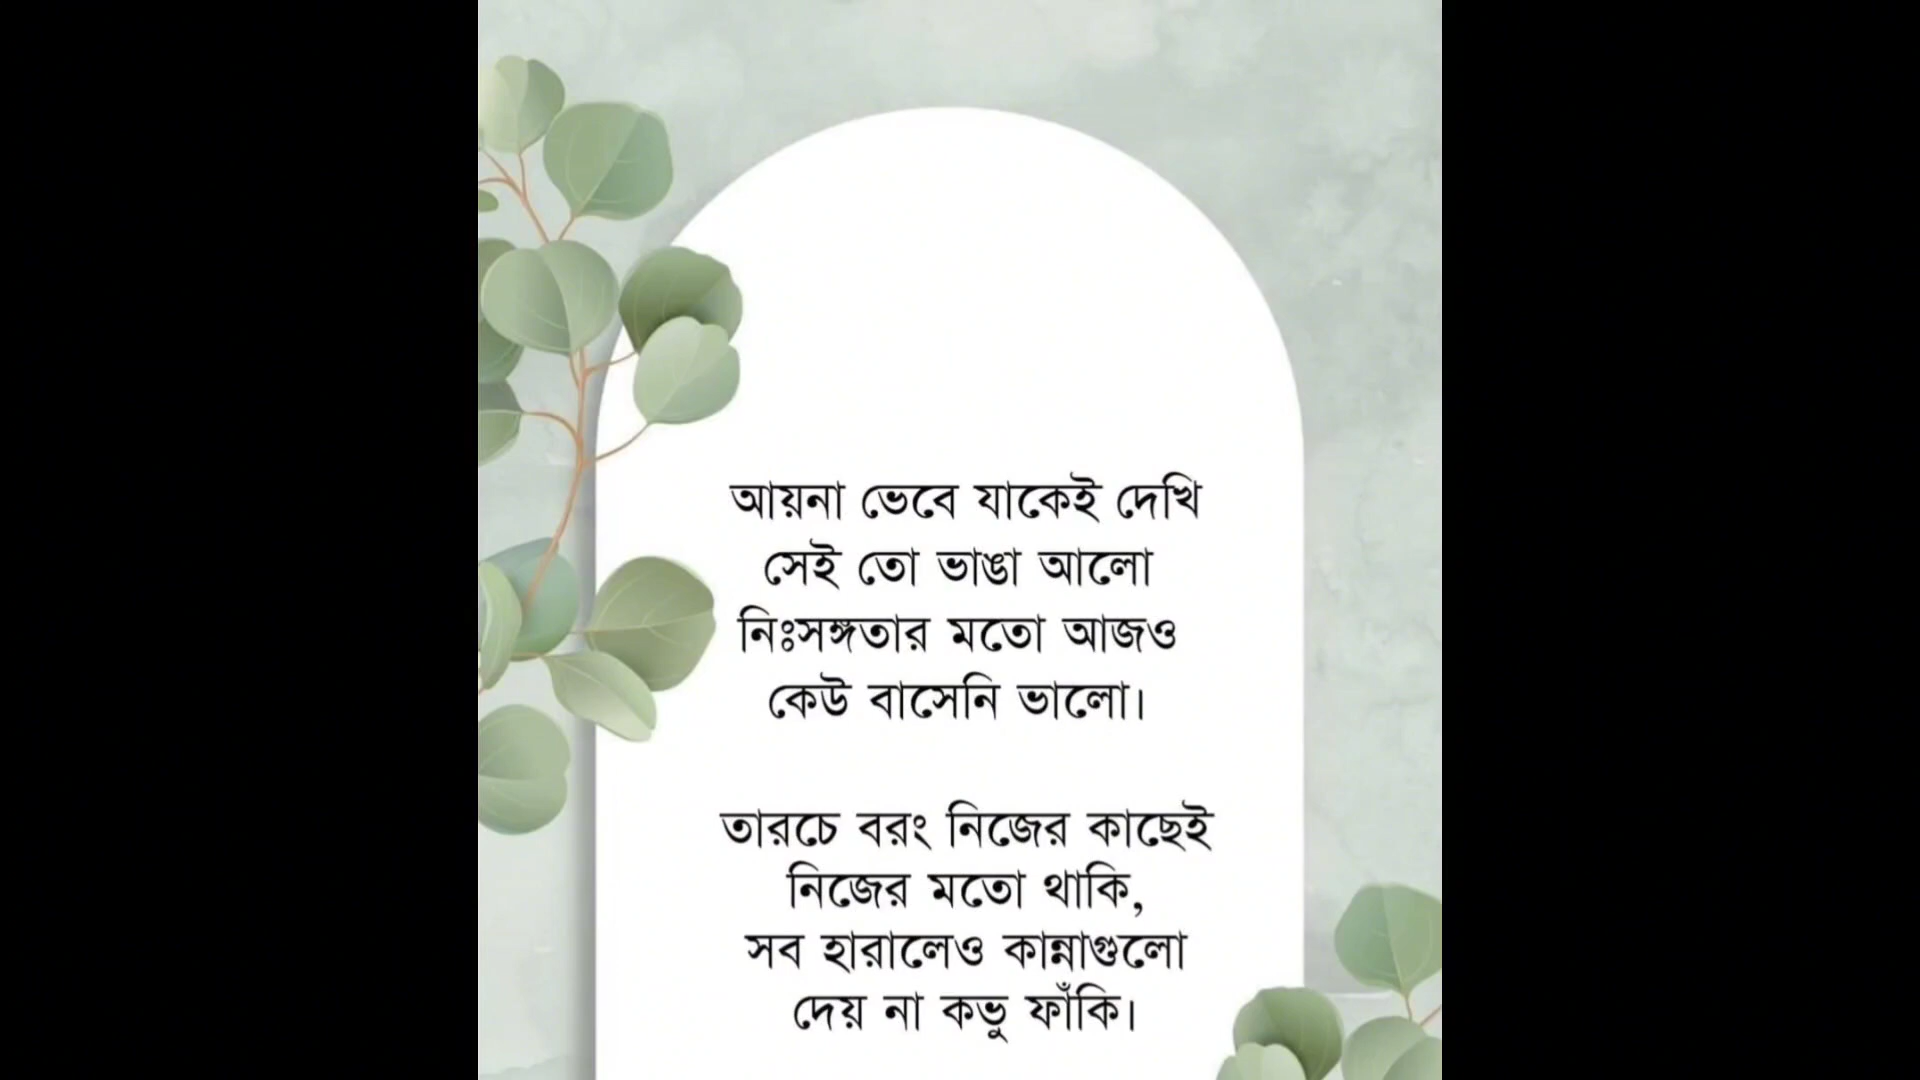 আয়না ভেবে যাকেই দেখি
সেই তো ভাঙা আলো
নিঃসঙ্গতার মতো আজও
কেউ বাসেনি ভালো।
তারচে বরং নিজের কাছেই
নিজের মতো থাকি,
সব হারালেও কান্নাগুলো
দেয় না কভু ফাঁকি।